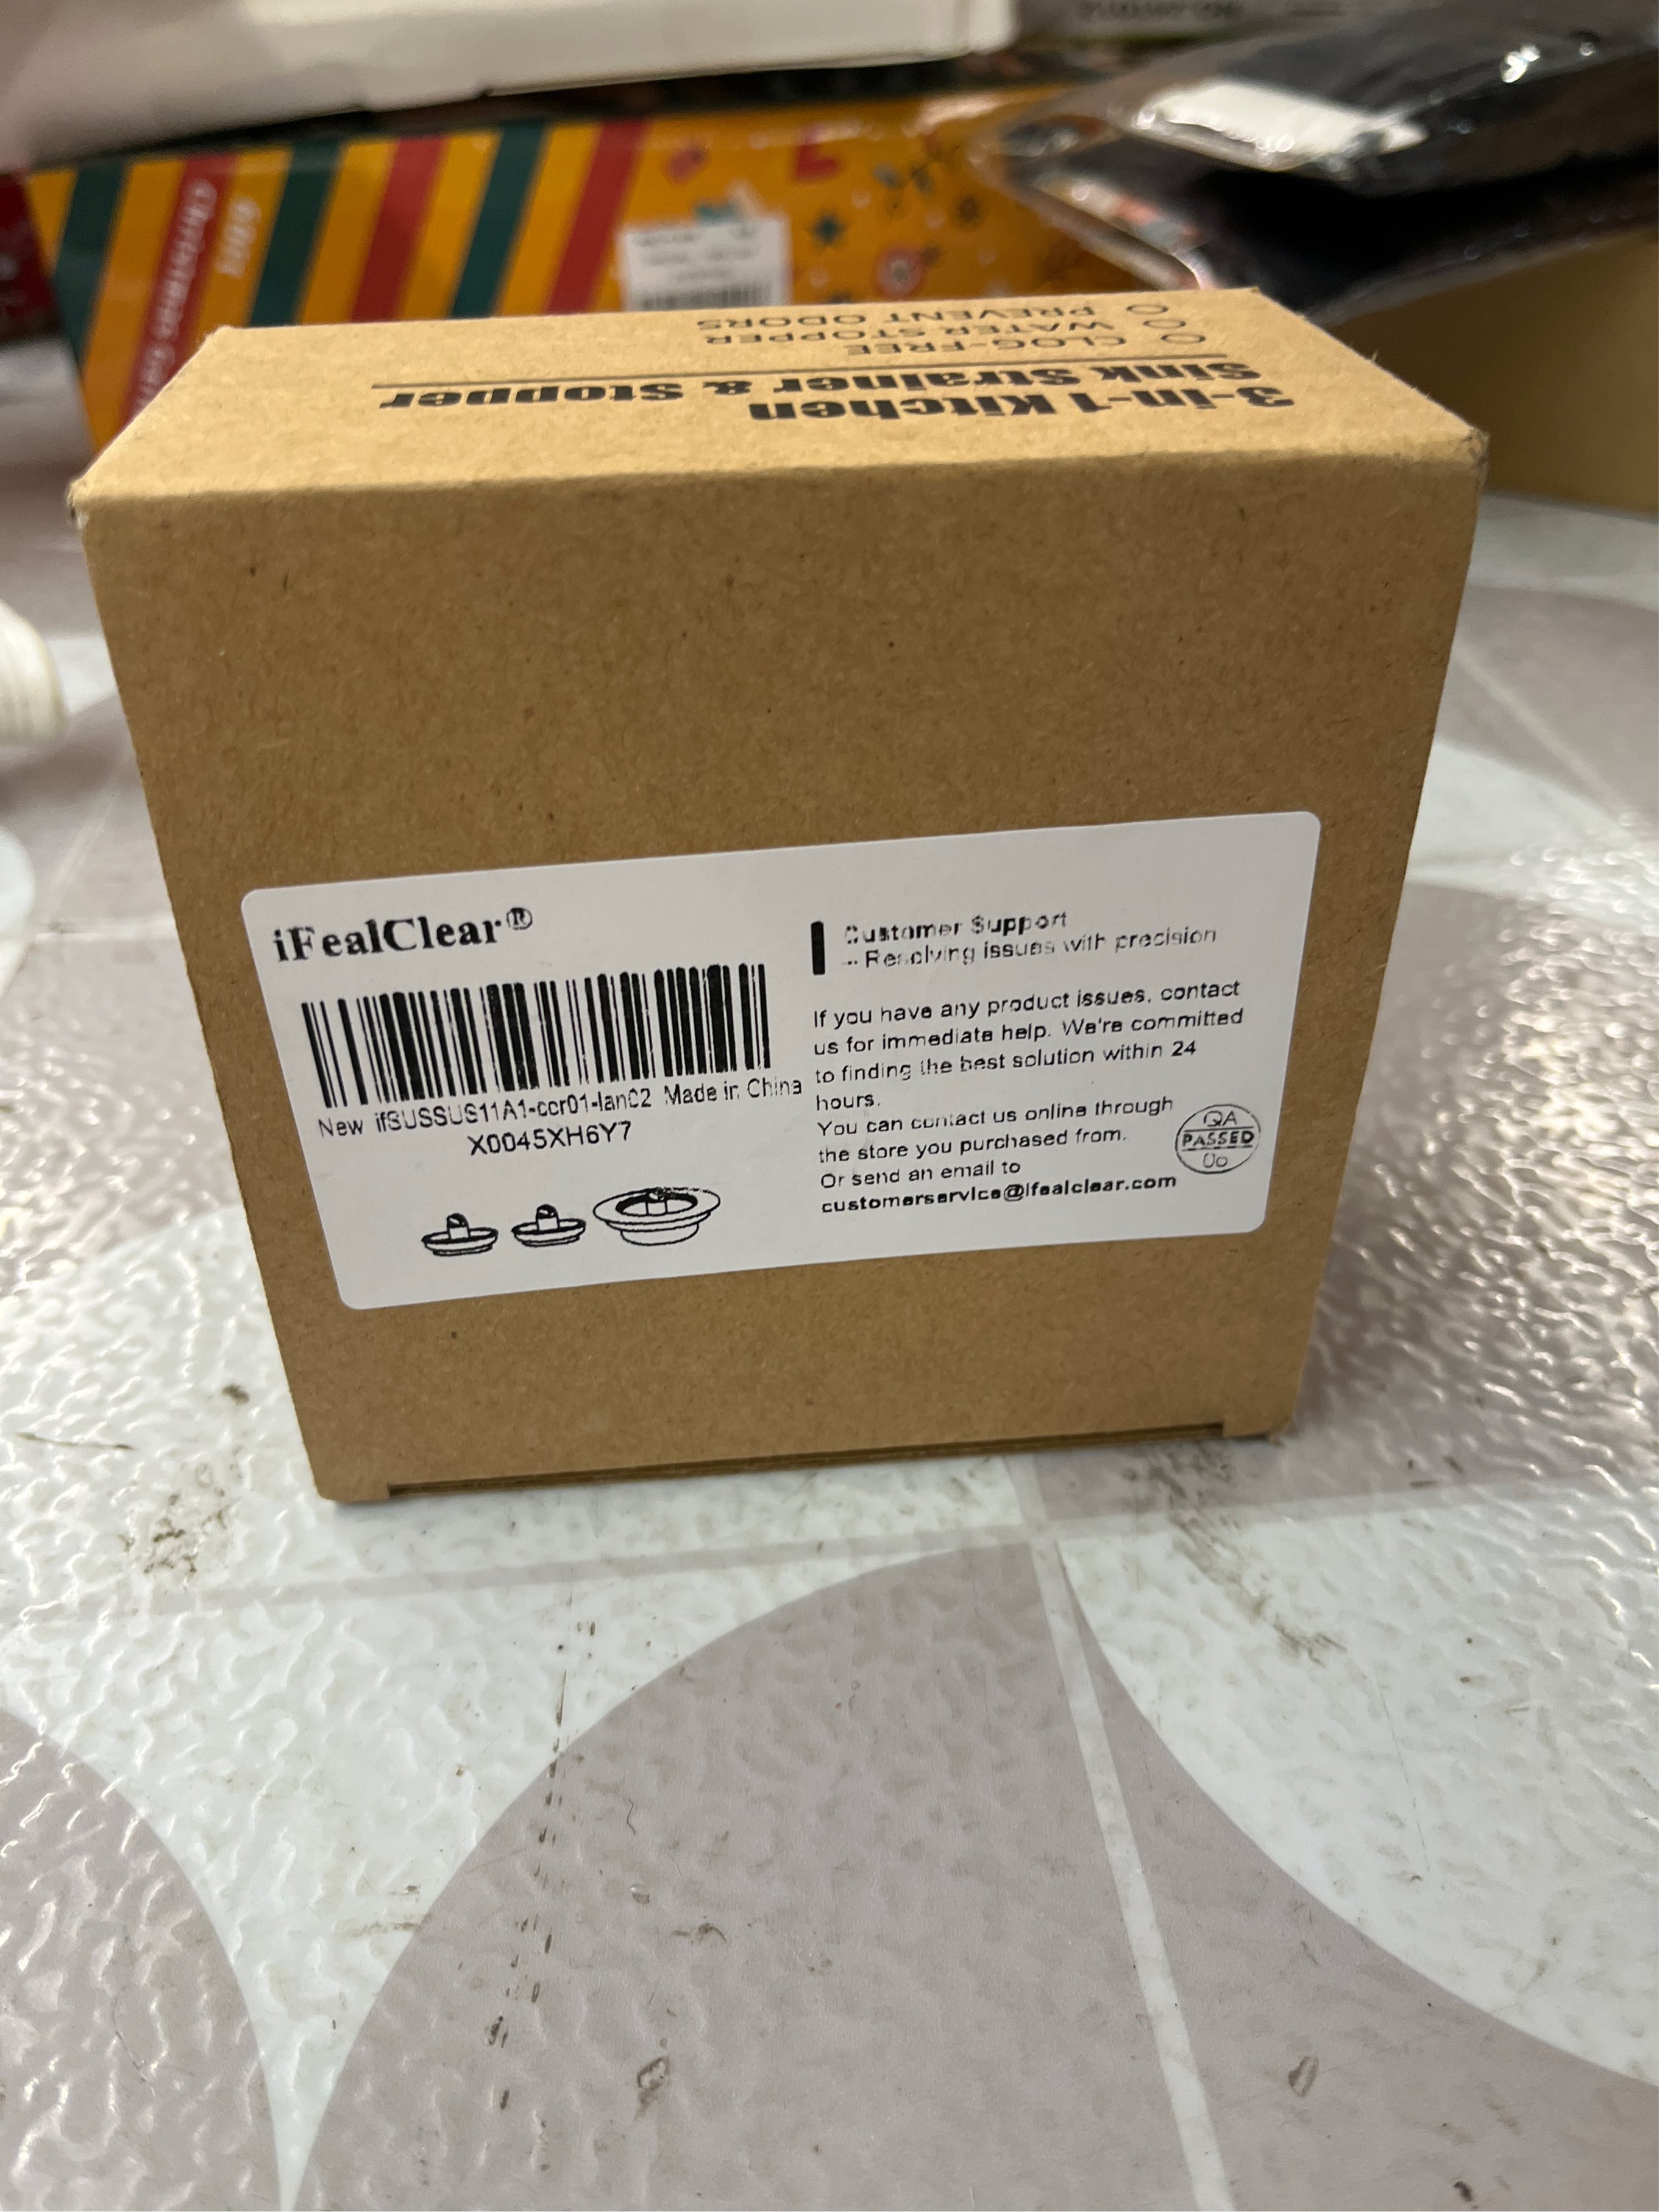 3-in-1 Kitchen
Sink Strainer & Stopper
CLOG-FREE
WATER STOPPER
PREVENT ODORS
iFealClear®
New ifSUSSUS11A1-ccr01-lan02 Made in China
X0045XH6Y7
Customer Support
-- Resolving issues with precision
If you have any product issues, contact
us for immediate help. We're committed
to finding the best solution within 24
hours.
You can contact us online through
the store you purchased from.
Or send an email to
customerservice@ifealclear.com
QA
PASSED